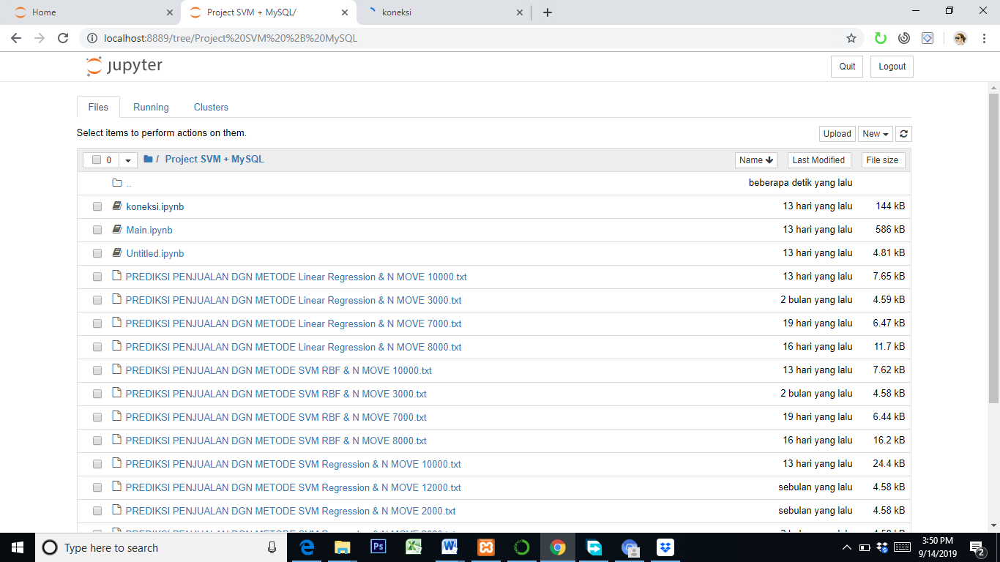 Home
Project SVM + MySQL/
koneksi
localhost:8889/tree/Project%20SVM%20%2B%20MySQL
jupyter
Quit
Logout
Files
Running
Clusters
Select items to perform actions on them.
Upload
New
0
/ Project SVM + MySQL
Name
Last Modified
File size
..
beberapa detik yang lalu
koneksi.ipynb 13 hari yang lalu 144 kB
Main.ipynb 13 hari yang lalu 586 kB
Untitled.ipynb 13 hari yang lalu 4.81 kB
PREDIKSI PENJUALAN DGN METODE Linear Regression & N MOVE 10000.txt 13 hari yang lalu 7.65 kB
PREDIKSI PENJUALAN DGN METODE Linear Regression & N MOVE 3000.txt 2 bulan yang lalu 4.59 kB
PREDIKSI PENJUALAN DGN METODE Linear Regression & N MOVE 7000.txt 19 hari yang lalu 6.47 kB
PREDIKSI PENJUALAN DGN METODE Linear Regression & N MOVE 8000.txt 16 hari yang lalu 11.7 kB
PREDIKSI PENJUALAN DGN METODE SVM RBF & N MOVE 10000.txt 13 hari yang lalu 7.62 kB
PREDIKSI PENJUALAN DGN METODE SVM RBF & N MOVE 3000.txt 2 bulan yang lalu 4.58 kB
PREDIKSI PENJUALAN DGN METODE SVM RBF & N MOVE 7000.txt 19 hari yang lalu 6.44 kB
PREDIKSI PENJUALAN DGN METODE SVM RBF & N MOVE 8000.txt 16 hari yang lalu 16.2 kB
PREDIKSI PENJUALAN DGN METODE SVM Regression & N MOVE 10000.txt 13 hari yang lalu 24.4 kB
PREDIKSI PENJUALAN DGN METODE SVM Regression & N MOVE 12000.txt sebulan yang lalu 4.58 kB
PREDIKSI PENJUALAN DGN METODE SVM Regression & N MOVE 2000.txt sebulan yang lalu 4.58 kB
Type here to search
3:50 PM
9/14/2019
2